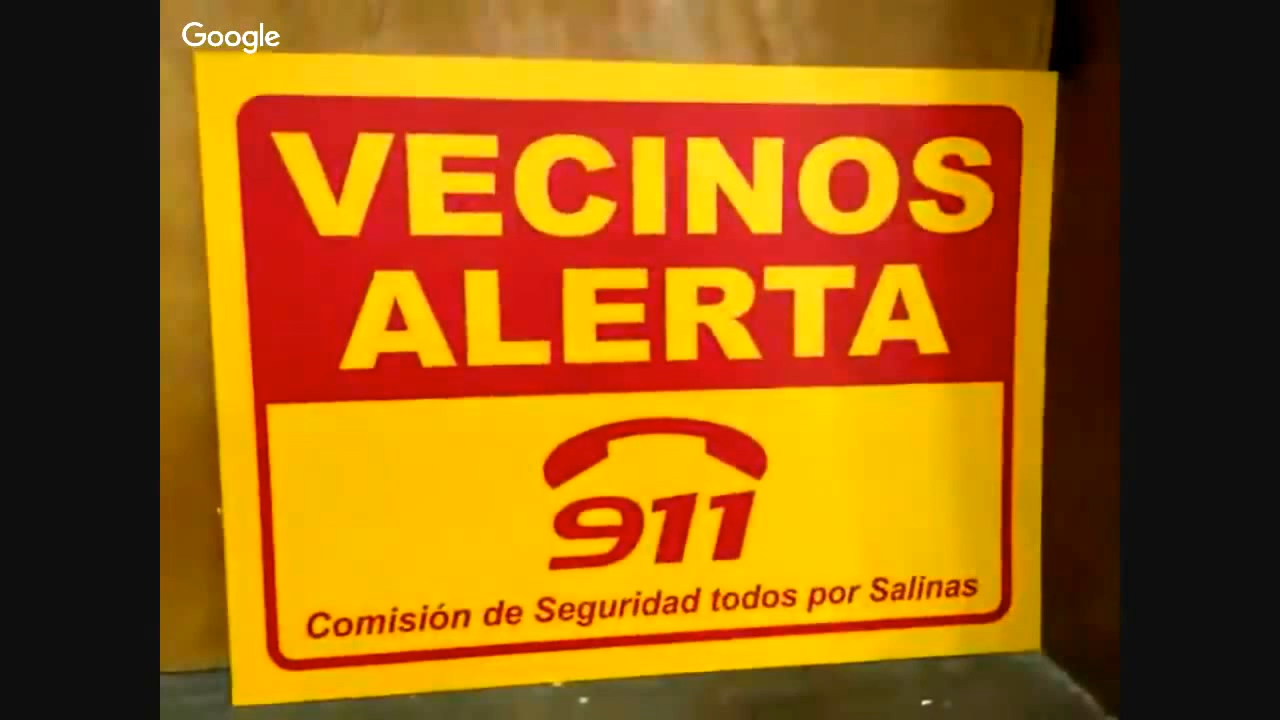 Google
VECINOS
ALERTA
911
Comisión de Seguridad todos por Salinas